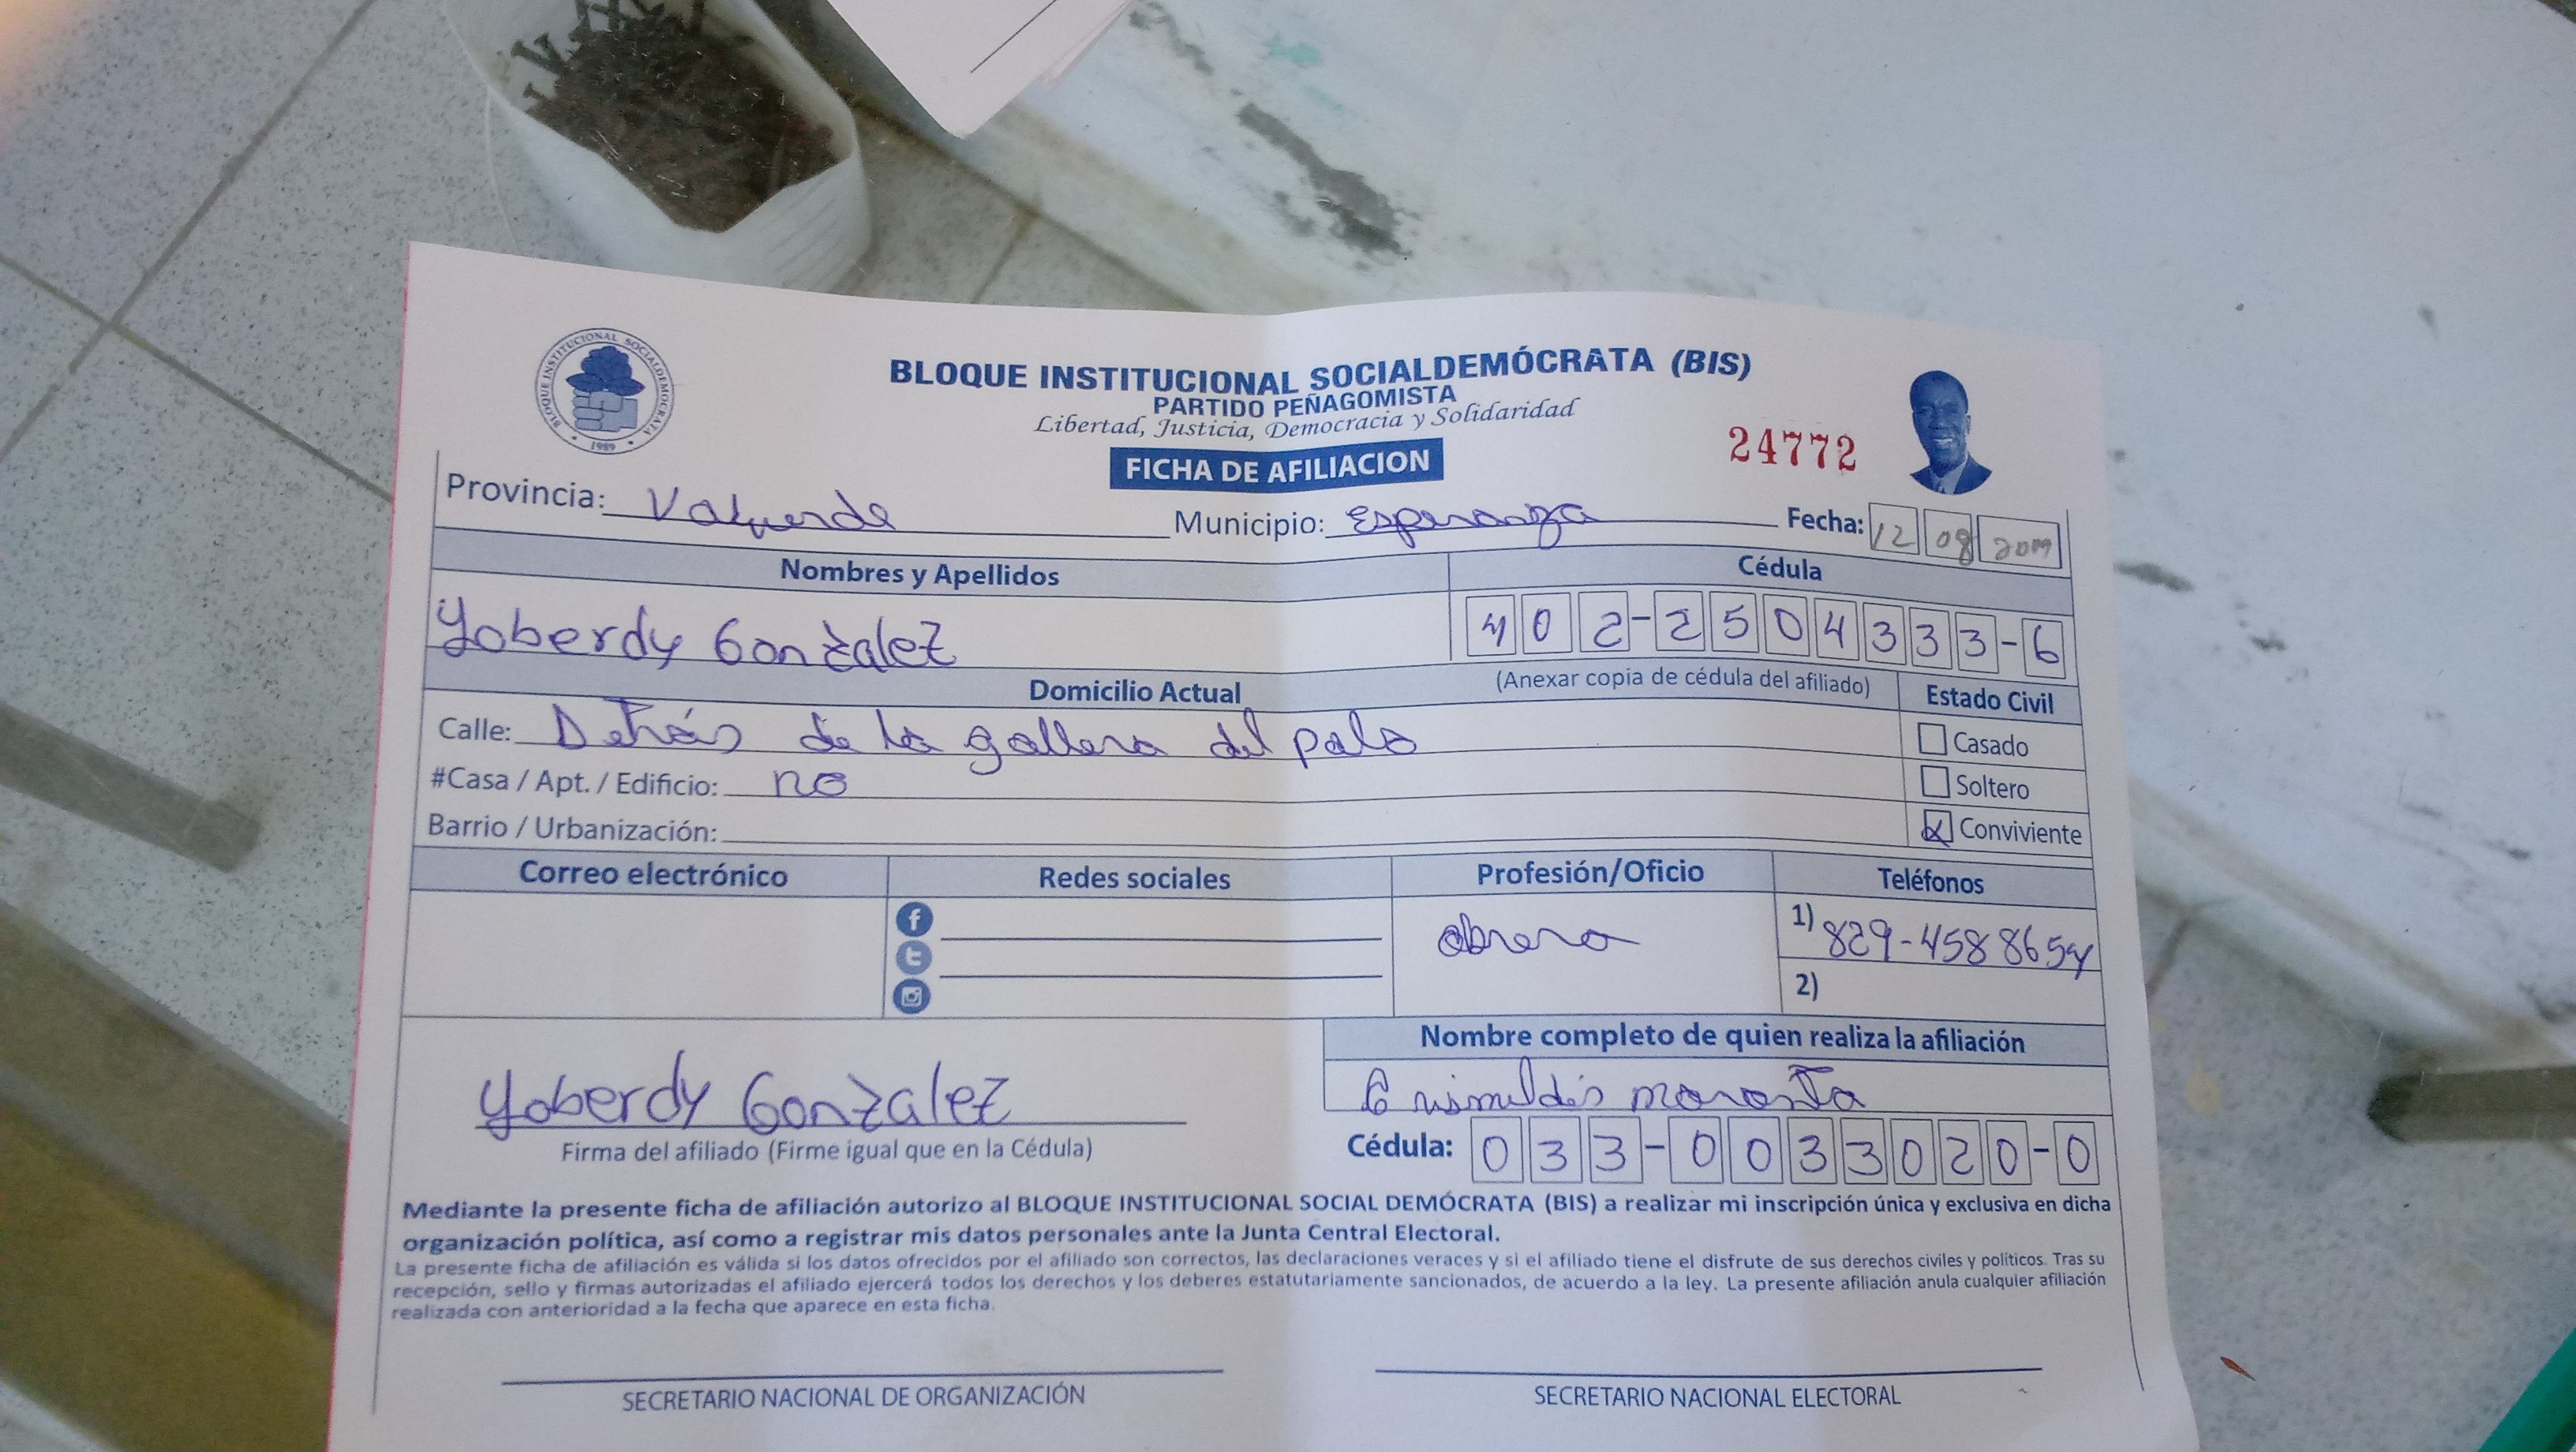 BLOQUE INSTITUCIONAL SOCIALDEMÓCRATA 1989
BLOQUE INSTITUCIONAL SOCIALDEMÓCRATA (BIS)
PARTIDO PEÑAGOMISTA
Libertad, Justicia, Democracia y Solidaridad
FICHA DE AFILIACION
24772
Provincia: Valverde Municipio: Esperanza Fecha: 12 08 2019
Nombres y Apellidos Cédula
Yoberdy Gonzalez 402-2504333-6
Domicilio Actual (Anexar copia de cédula del afiliado) Estado Civil
Calle: Detrás de la gallera del palo Casado
#Casa / Apt. / Edificio: no Soltero
Barrio / Urbanización: Conviviente
Correo electrónico Redes sociales Profesión/Oficio Teléfonos
obrero 1) 829-458 8654
2)
Nombre completo de quien realiza la afiliación
Yoberdy Gonzalez
Firma del afiliado (Firme igual que en la Cédula) Cédula: 033-0033020-0
Mediante la presente ficha de afiliación autorizo al BLOQUE INSTITUCIONAL SOCIAL DEMÓCRATA (BIS) a realizar mi inscripción única y exclusiva en dicha
organización política, así como a registrar mis datos personales ante la Junta Central Electoral.
La presente ficha de afiliación es válida si los datos ofrecidos por el afiliado son correctos, las declaraciones veraces y si el afiliado tiene el disfrute de sus derechos civiles y políticos. Tras su
recepción, sello y firmas autorizadas el afiliado ejercerá todos los derechos y los deberes estatutariamente sancionados, de acuerdo a la ley. La presente afiliación anula cualquier afiliación
realizada con anterioridad a la fecha que aparece en esta ficha.
SECRETARIO NACIONAL DE ORGANIZACIÓN SECRETARIO NACIONAL ELECTORAL